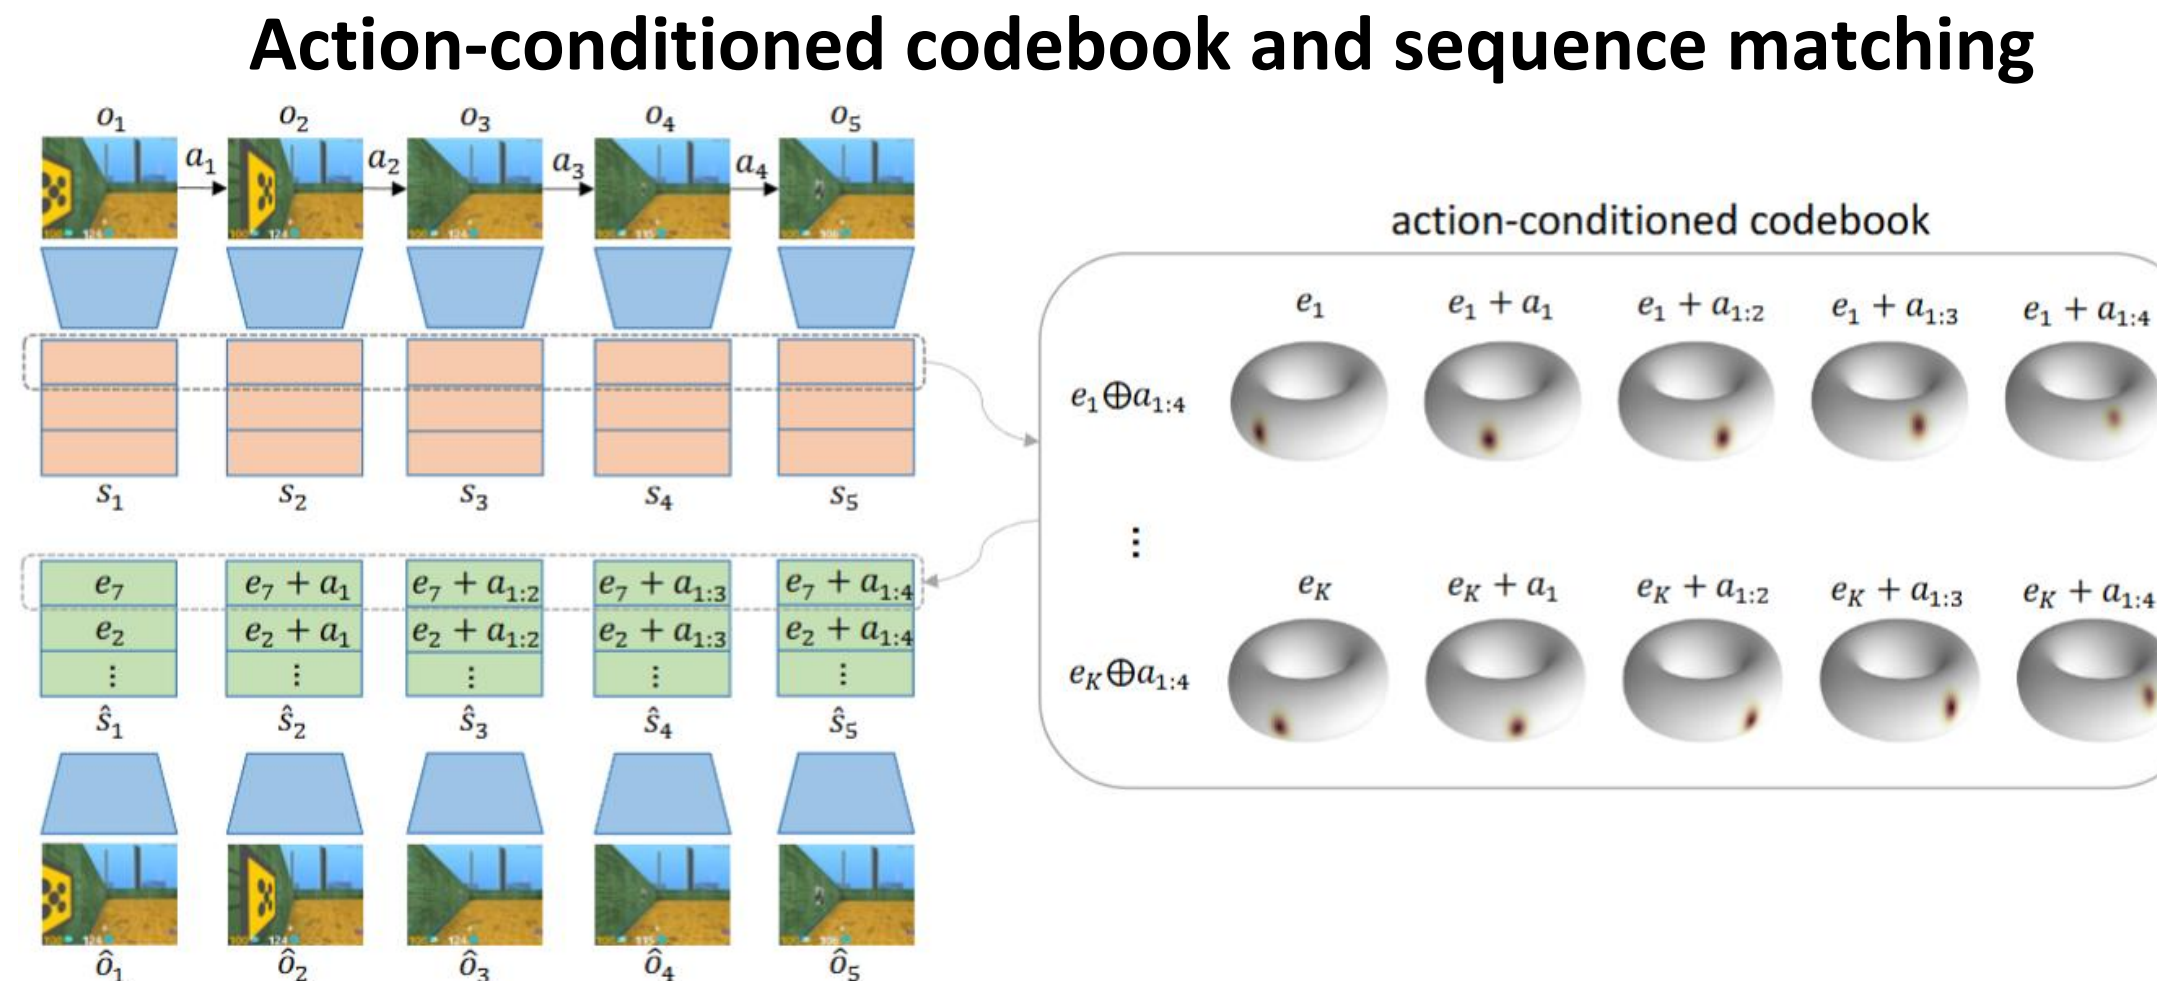 Action-conditioned codebook and sequence matching
o₁ o₂ o₃ o₄ o₅
a₁ a₂ a₃ a₄
s₁ s₂ s₃ s₄ s₅
e₇ e₇ + a₁ e₇ + a₁:₂ e₇ + a₁:₃ e₇ + a₁:₄
e₂ e₂ + a₁ e₂ + a₁:₂ e₂ + a₁:₃ e₂ + a₁:₄
⋮ ⋮ ⋮ ⋮ ⋮
ŝ₁ ŝ₂ ŝ₃ ŝ₄ ŝ₅
ô₁ ô₂ ô₃ ô₄ ô₅
action-conditioned codebook
e₁ e₁ + a₁ e₁ + a₁:₂ e₁ + a₁:₃ e₁ + a₁:₄
e₁⊕a₁:₄
⋮
e_K e_K + a₁ e_K + a₁:₂ e_K + a₁:₃ e_K + a₁:₄
e_K⊕a₁:₄